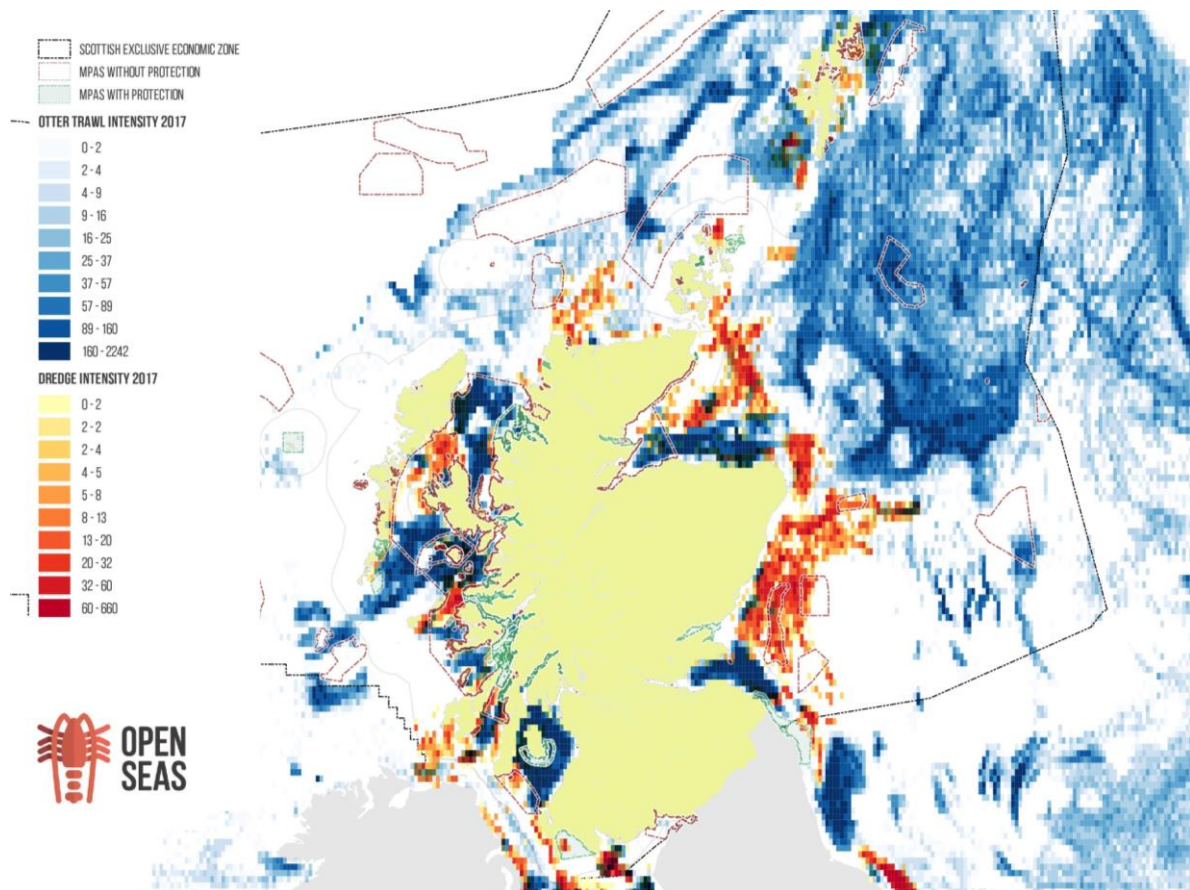 SCOTTISH EXCLUSIVE ECONOMIC ZONE
MPAS WITHOUT PROTECTION
MPAS WITH PROTECTION
OTTER TRAWL INTENSITY 2017
0 - 2
2 - 4
4 - 9
9 - 16
16 - 25
25 - 37
37 - 57
57 - 89
89 - 160
160 - 2242
DREDGE INTENSITY 2017
0 - 2
2 - 2
2 - 4
4 - 5
5 - 8
8 - 13
13 - 20
20 - 32
32 - 60
60 - 660
OPEN
SEAS